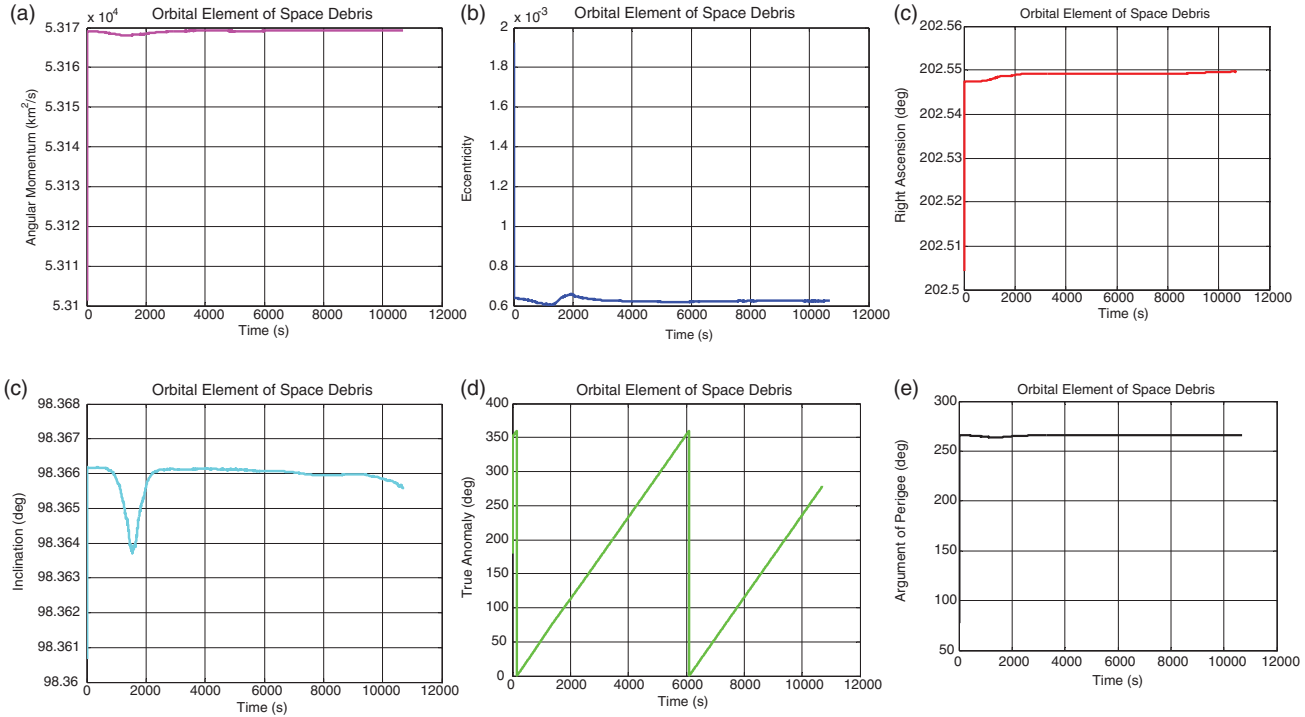 (a)
× 10⁴
Orbital Element of Space Debris
5.317
5.316
5.315
5.314
5.313
5.312
5.311
5.31
Angular Momentum (km²/s)
0 2000 4000 6000 8000 10000 12000
Time (s)
(b)
× 10⁻³
Orbital Element of Space Debris
2
1.8
1.6
1.4
1.2
1
0.8
0.6
Eccentricity
0 2000 4000 6000 8000 10000 12000
Time (s)
(c)
Orbital Element of Space Debris
202.56
202.55
202.54
202.53
202.52
202.51
202.5
Right Ascension (deg)
0 2000 4000 6000 8000 10000 12000
Time (s)
(c)
Orbital Element of Space Debris
98.368
98.367
98.366
98.365
98.364
98.363
98.362
98.361
98.36
Inclination (deg)
0 2000 4000 6000 8000 10000 12000
Time (s)
(d)
Orbital Element of Space Debris
400
350
300
250
200
150
100
50
0
True Anomaly (deg)
0 2000 4000 6000 8000 10000 12000
Time (s)
(e)
Orbital Element of Space Debris
300
250
200
150
100
50
Argument of Perigee (deg)
0 2000 4000 6000 8000 10000 12000
Time (s)